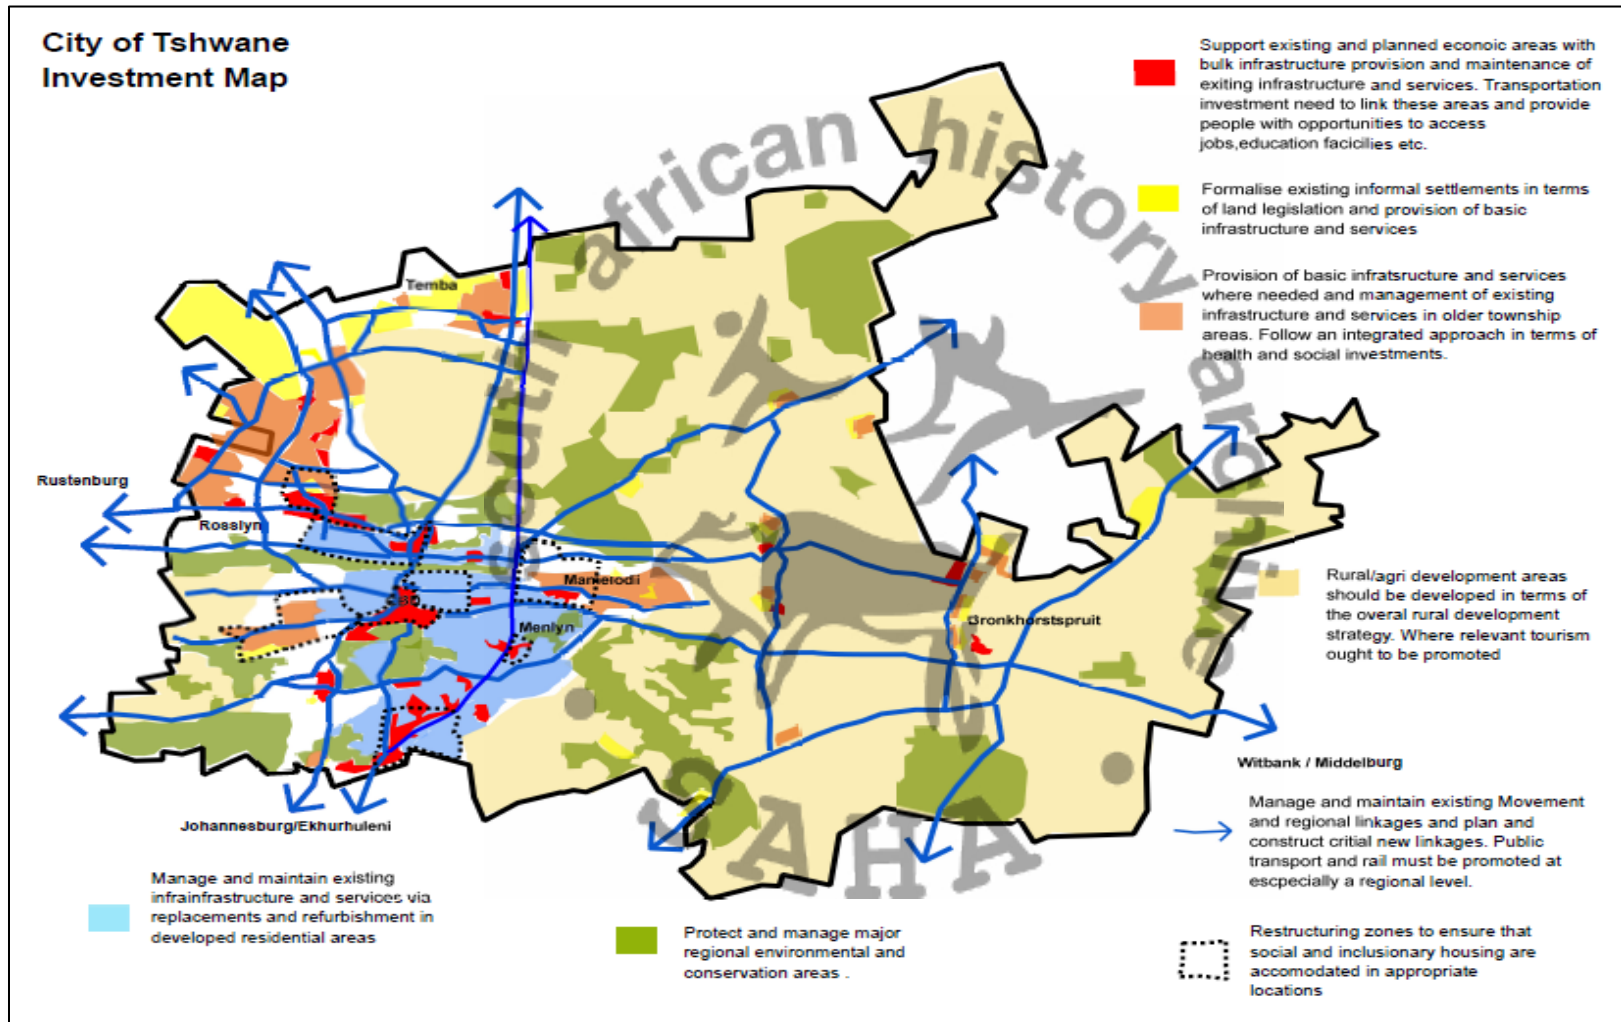 City of Tshwane
Investment Map
Support existing and planned econoic areas with
bulk infrastructure provision and maintenance of
exiting infrastructure and services. Transportation
investment need to link these areas and provide
people with opportunities to access
jobs,education facicilies etc.
Formalise existing informal settlements in terms
of land legislation and provision of basic
infrastructure and services
Provision of basic infratsructure and services
where needed and management of existing
infrastructure and services in older township
areas. Follow an integrated approach in terms of
health and social investments.
south african history archive
Temba
Rustenburg
Rosslyn
Mamelodi
CBD
Menlyn
Bronkhorstspruit
Rural/agri development areas
should be developed in terms of
the overal rural development
strategy. Where relevant tourism
ought to be promoted
Witbank / Middelburg
Johannesburg/Ekhurhuleni
SAHA
Manage and maintain existing Movement
and regional linkages and plan and
construct critial new linkages. Public
transport and rail must be promoted at
escpecially a regional level.
Manage and maintain existing
infrainfrastructure and services via
replacements and refurbishment in
developed residential areas
Protect and manage major
regional environmental and
conservation areas .
Restructuring zones to ensure that
social and inclusionary housing are
accomodated in appropriate
locations